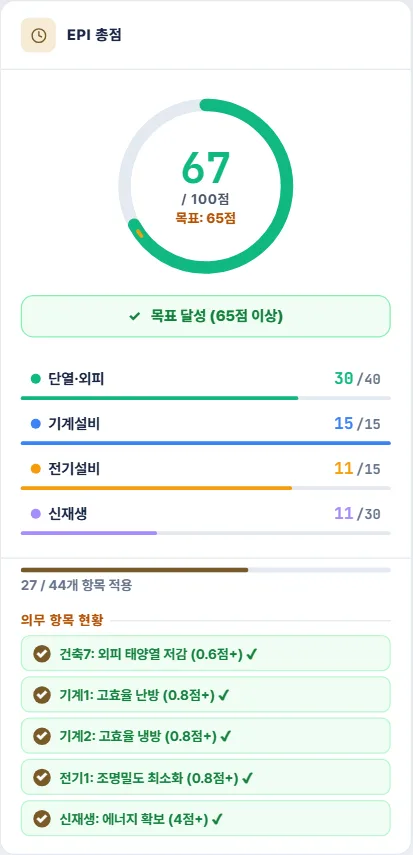 EPI 총점
67
/ 100점
목표: 65점
✓ 목표 달성 (65점 이상)
단열·외피 30/40
기계설비 15/15
전기설비 11/15
신재생 11/30
27 / 44개 항목 적용
의무 항목 현황
건축7: 외피 태양열 저감 (0.6점+) ✓
기계1: 고효율 난방 (0.8점+) ✓
기계2: 고효율 냉방 (0.8점+) ✓
전기1: 조명밀도 최소화 (0.8점+) ✓
신재생: 에너지 확보 (4점+) ✓